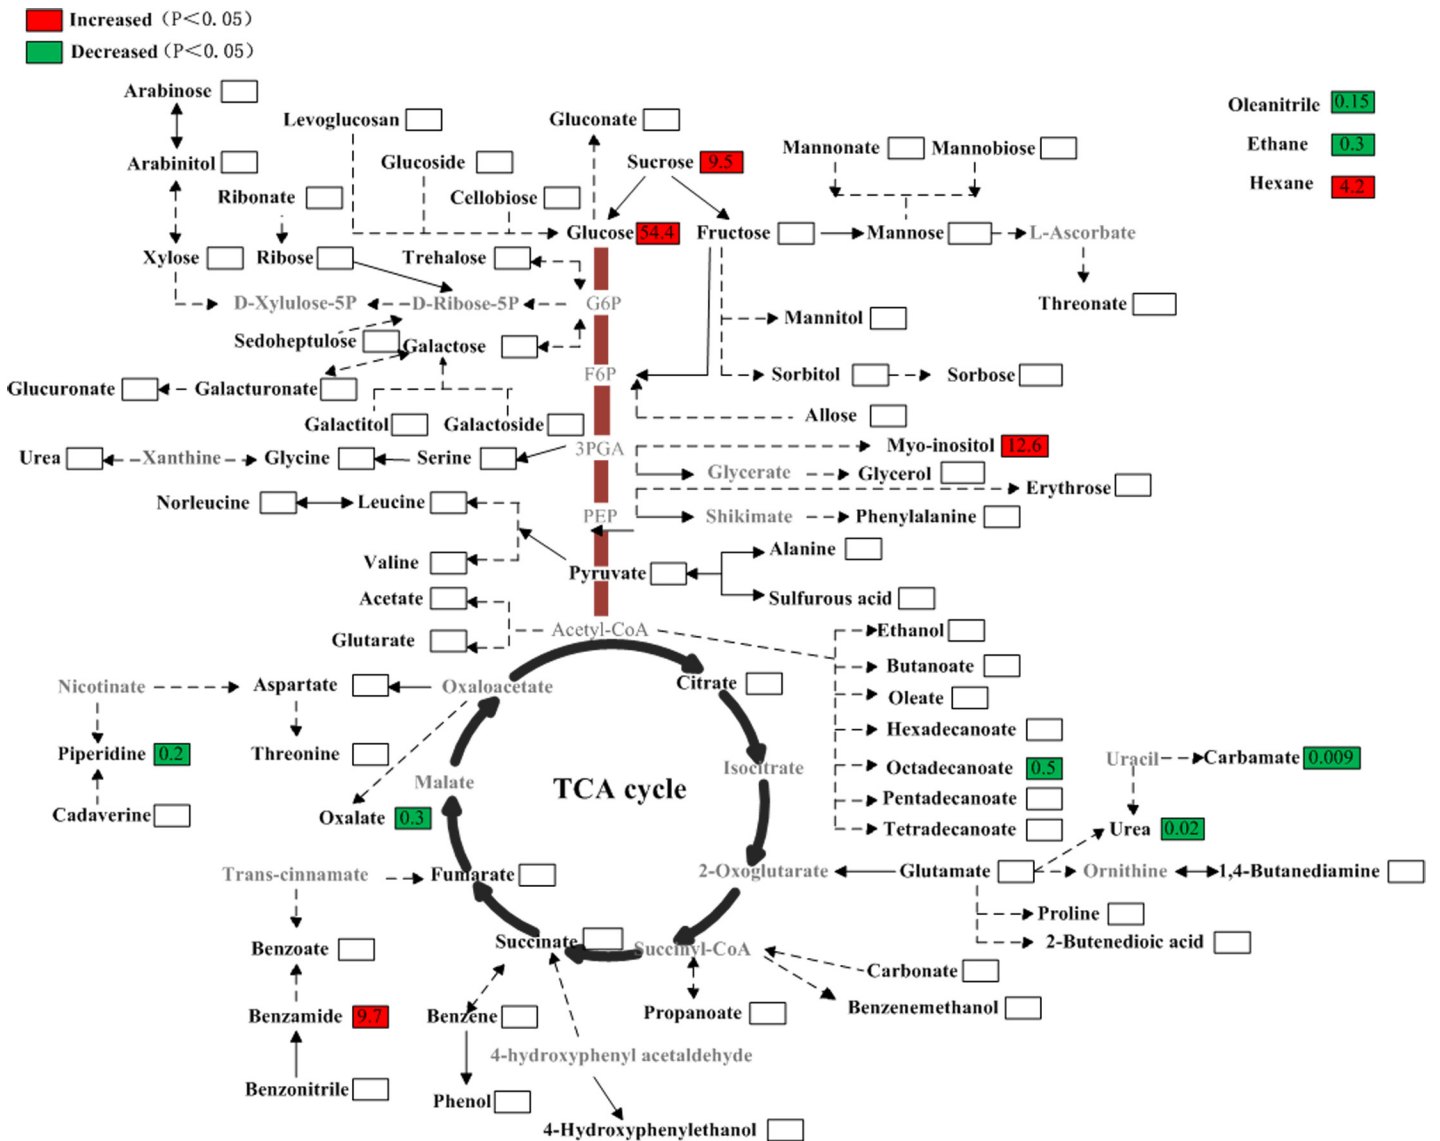 Increased (P<0.05)
Decreased (P<0.05)
Arabinose
Oleanitrile 0.15
Levoglucosan
Gluconate
Ethane 0.3
Mannonate
Mannobiose
Arabinitol
Glucoside
Sucrose 9.5
Hexane 4.2
Ribonate
Cellobiose
Glucose 54.4
Fructose
Mannose
L-Ascorbate
Xylose
Ribose
Trehalose
D-Xylulose-5P
D-Ribose-5P
G6P
Threonate
Mannitol
Sedoheptulose
Galactose
F6P
Sorbitol
Sorbose
Glucuronate
Galacturonate
Allose
Galactitol
Galactoside
Myo-inositol 12.6
3PGA
Urea
Xanthine
Glycine
Serine
Glycerate
Glycerol
Erythrose
Norleucine
Leucine
PEP
Shikimate
Phenylalanine
Alanine
Valine
Pyruvate
Acetate
Sulfurous acid
Acetyl-CoA
Ethanol
Glutarate
Butanoate
Nicotinate
Aspartate
Oxaloacetate
Citrate
Oleate
Hexadecanoate
Piperidine 0.2
Threonine
Uracil
Carbamate 0.009
Isocitrate
Octadecanoate 0.5
Malate
TCA cycle
Pentadecanoate
Cadaverine
Oxalate 0.3
Tetradecanoate
Urea 0.02
Trans-cinnamate
Fumarate
2-Oxoglutarate
Glutamate
Ornithine
1,4-Butanediamine
Proline
Benzoate
Succinate
Succinyl-CoA
2-Butenedioic acid
Carbonate
Benzamide 9.7
Benzene
Propanoate
Benzenemethanol
4-hydroxyphenyl acetaldehyde
Benzonitrile
Phenol
4-Hydroxyphenylethanol